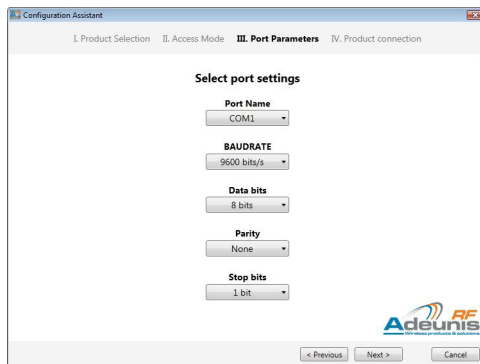 Configuration Assistant
I. Product Selection II. Access Mode III. Port Parameters IV. Product connection
Select port settings
Port Name
COM1
BAUDRATE
9600 bits/s
Data bits
8 bits
Parity
None
Stop bits
1 bit
Adeunis RF
Wireless products & solutions
< Previous Next > Cancel